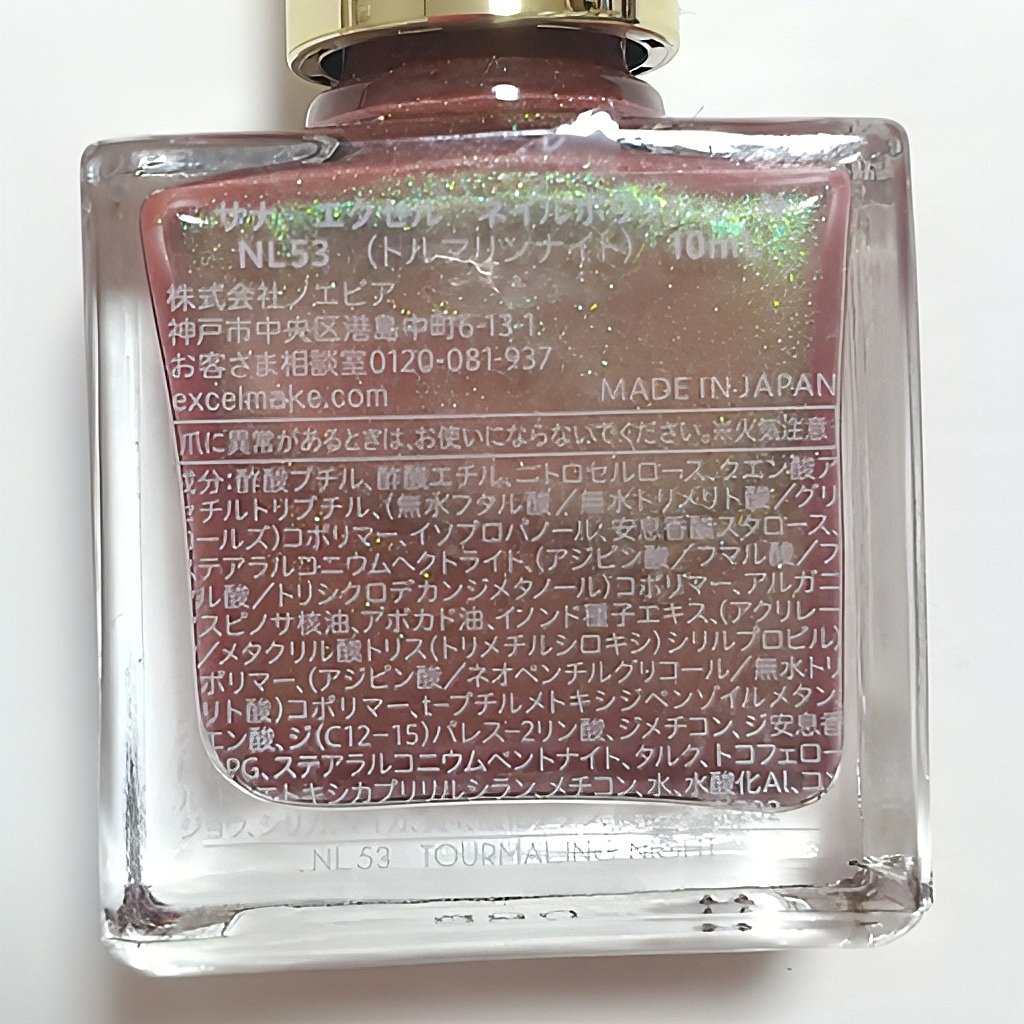 サナ エクセル ネイルポリ
NL53 （トルマリンナイト） 10mL
株式会社ノエビア
神戸市中央区港島中町6-13-1
お客さま相談室0120-081-937
excelmake.com MADE IN JAPAN
爪に異常があるときは、お使いにならないでください。※火気注意
成分：酢酸ブチル、酢酸エチル、ニトロセルロース、クエン酸ア
セチルトリブチル、(無水フタル酸／無水トリメリト酸／グリ
コールズ)コポリマー、イソプロパノール、安息香酸スクロース、
ステアラルコニウムヘクトライト、(アジピン酸／フマル酸／フ
ル酸／トリシクロデカンジメタノール)コポリマー、アルガニ
スピノサ核油、アボカド油、イノンド種子エキス、(アクリレー
／メタクリル酸トリス(トリメチルシロキシ)シリルプロピル)
ポリマー、(アジピン酸／ネオペンチルグリコール／無水トリ
リト酸)コポリマー、t-ブチルメトキシジベンゾイルメタン、
ン酸、ジ(C12-15)パレス-2リン酸、ジメチコン、ジ安息香
PG、ステアラルコニウムベントナイト、タルク、トコフェロー
エトキシカプリリルシラン、メチコン、水、水酸化Al、コン
NL53 TOURMALINE NIGHT